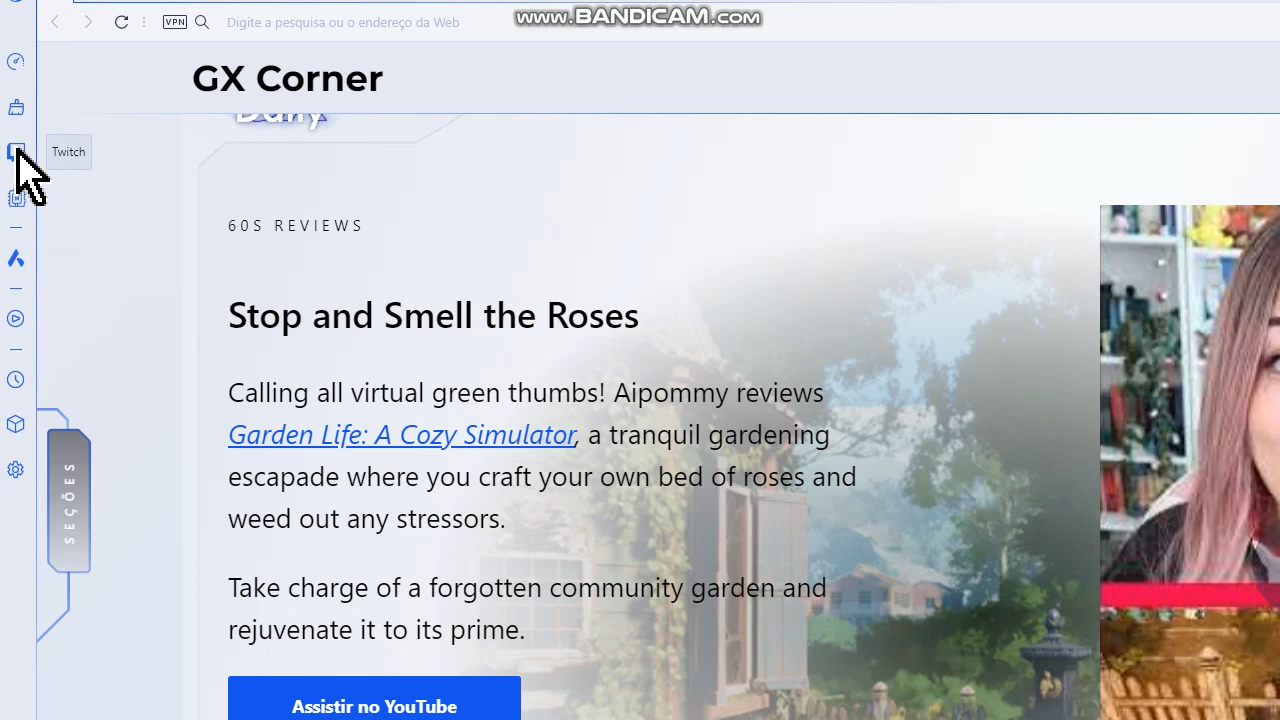 www.BANDICAM.com
VPN
Digite a pesquisa ou o endereço da Web
GX Corner
Daily
Twitch
60S REVIEWS
Stop and Smell the Roses
Calling all virtual green thumbs! Aipommy reviews
Garden Life: A Cozy Simulator, a tranquil gardening
escapade where you craft your own bed of roses and
weed out any stressors.
SEÇÕES
Take charge of a forgotten community garden and
rejuvenate it to its prime.
Assistir no YouTube